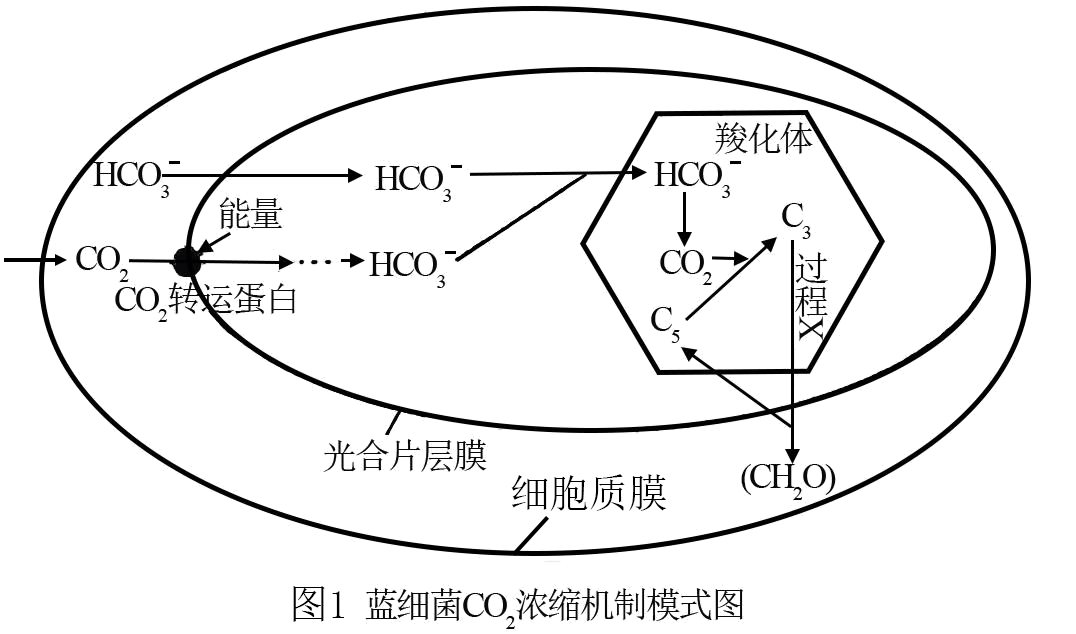 羧化体
HCO₃⁻ HCO₃⁻ HCO₃⁻
能量
C₃
CO₂ HCO₃⁻ CO₂
过程X
CO₂转运蛋白
C₅
光合片层膜
(CH₂O)
细胞质膜
图1 蓝细菌CO₂浓缩机制模式图